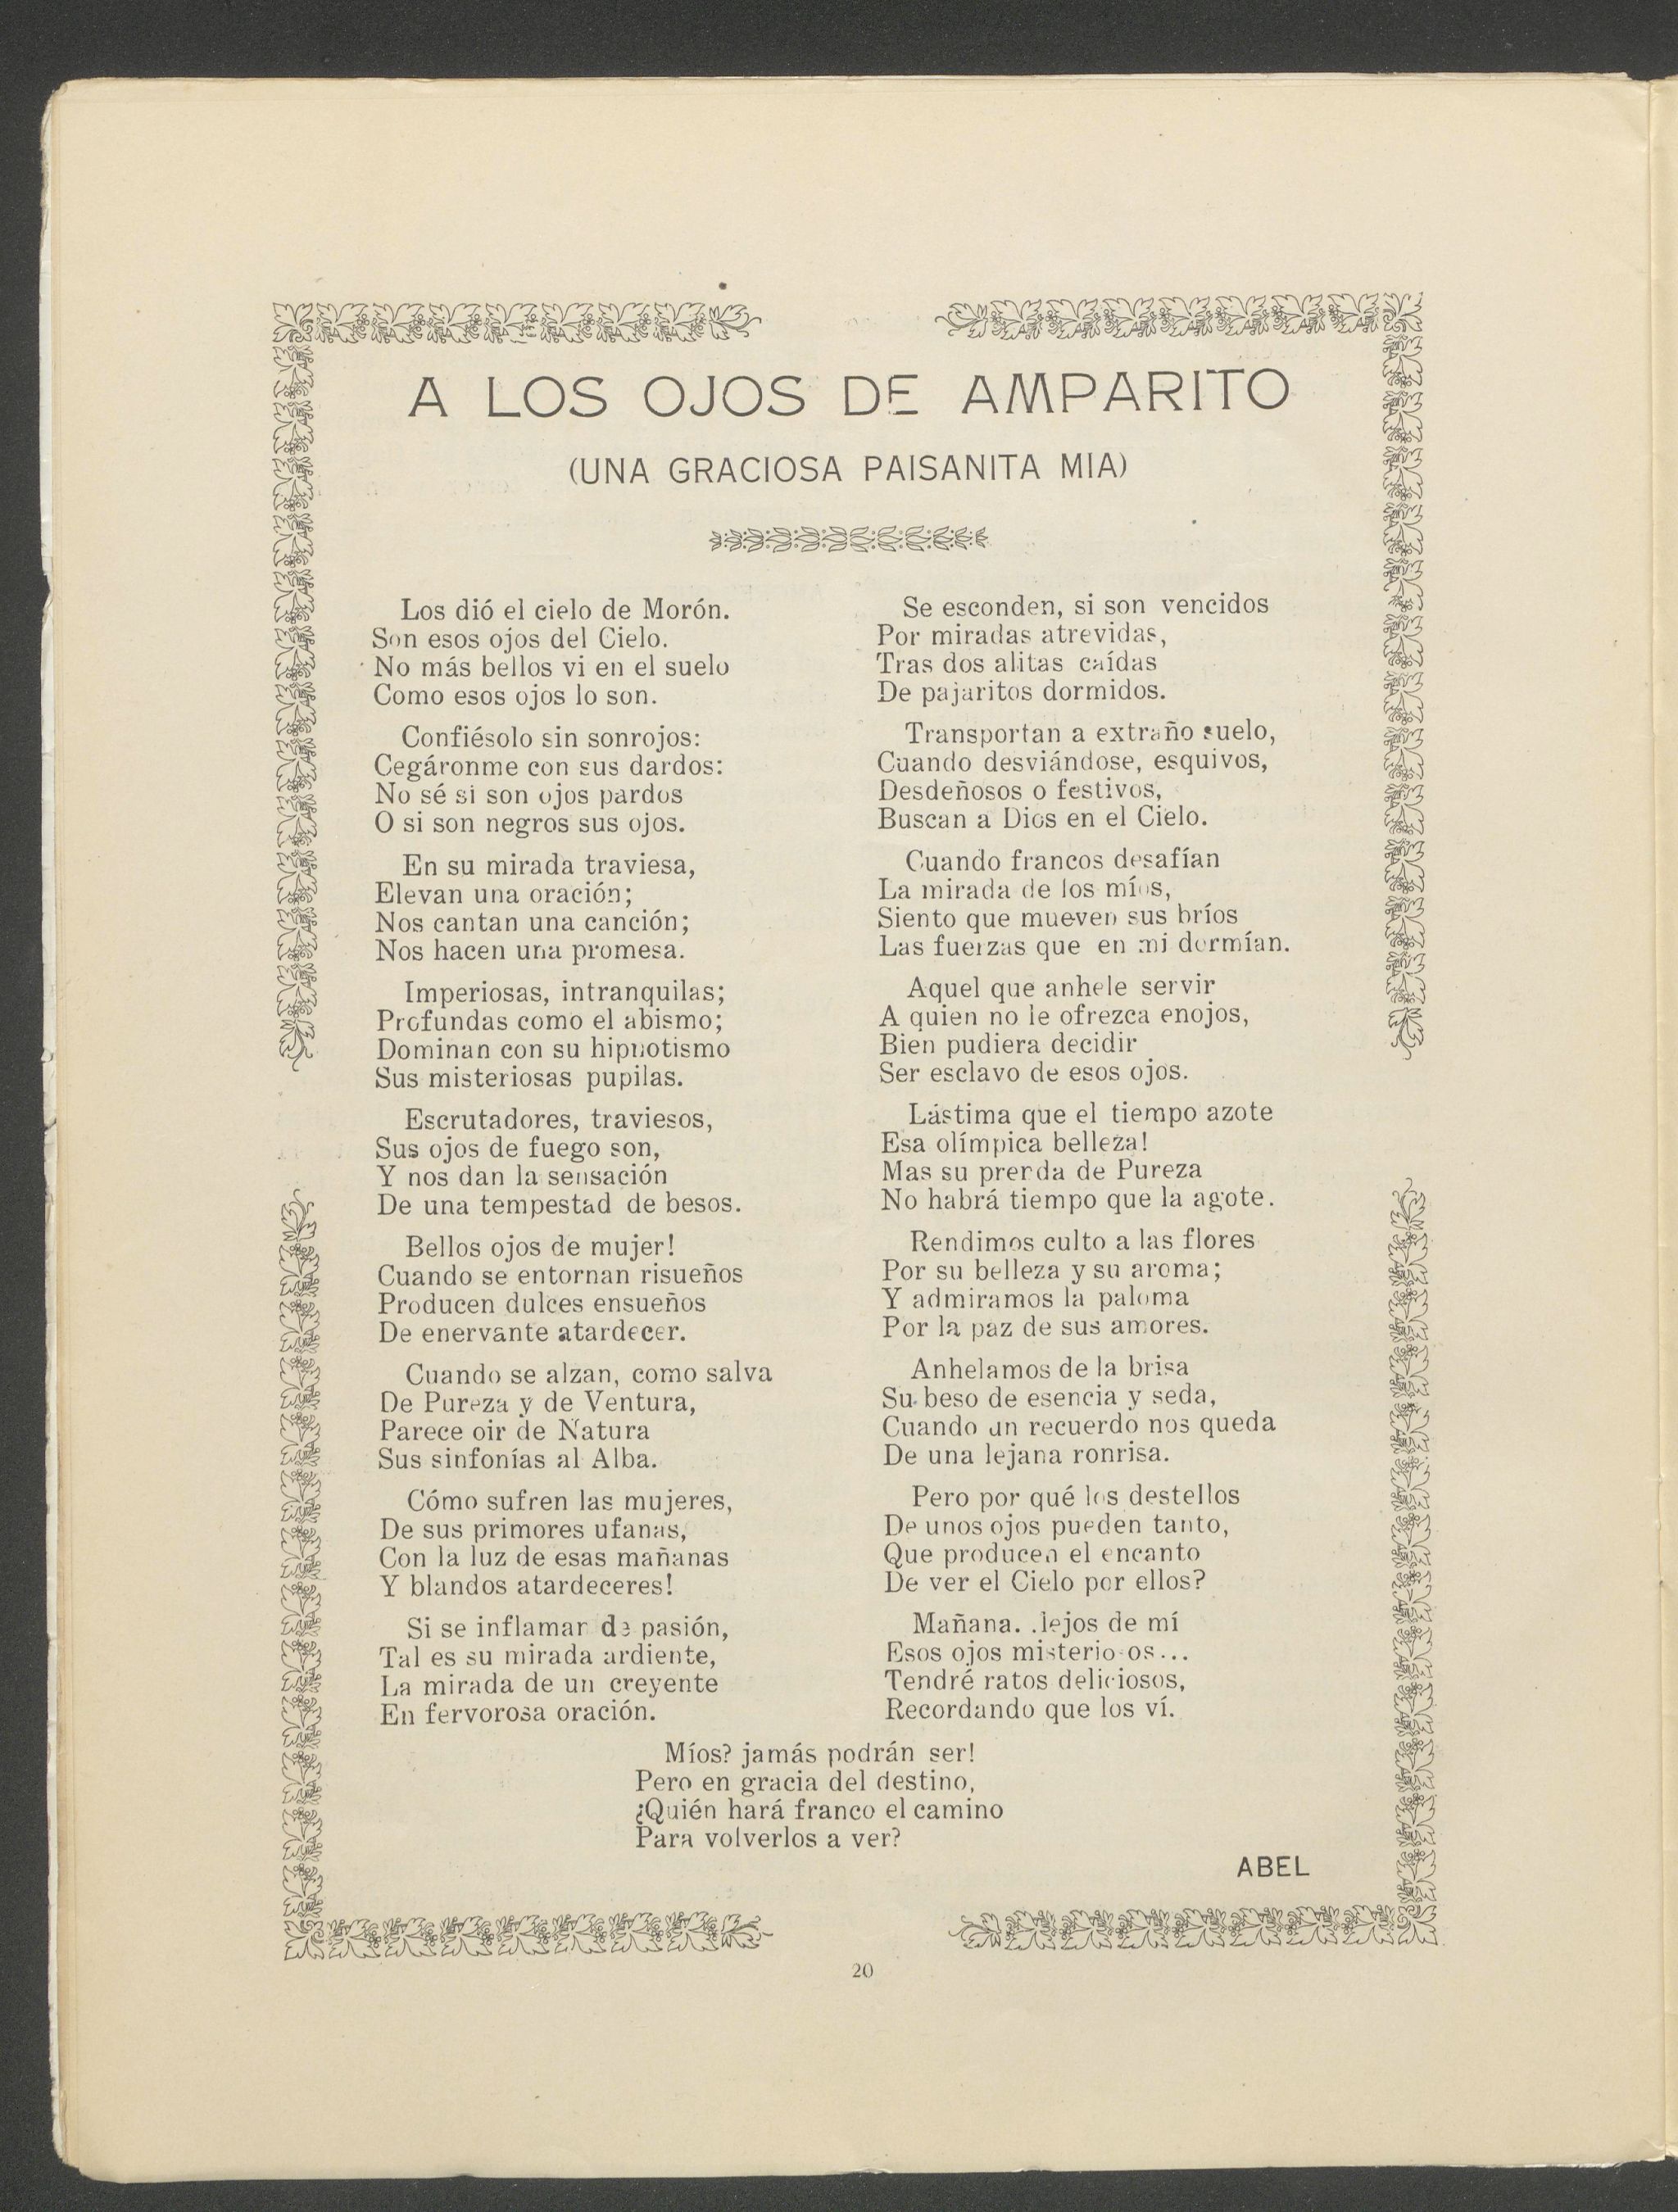 A LOS OJOS DE AMPARITO
(UNA GRACIOSA PAISANITA MIA)
Los dió el cielo de Morón.
Son esos ojos del Cielo.
No más bellos vi en el suelo
Como esos ojos lo son.
Confiésolo sin sonrojos:
Cegáronme con sus dardos:
No sé si son ojos pardos
O si son negros sus ojos.
En su mirada traviesa,
Elevan una oración;
Nos cantan una canción;
Nos hacen una promesa.
Imperiosas, intranquilas;
Profundas como el abismo;
Dominan con su hipnotismo
Sus misteriosas pupilas.
Escrutadores, traviesos,
Sus ojos de fuego son,
Y nos dan la sensación
De una tempestad de besos.
Bellos ojos de mujer!
Cuando se entornan risueños
Producen dulces ensueños
De enervante atardecer.
Cuando se alzan, como salva
De Pureza y de Ventura,
Parece oir de Natura
Sus sinfonías al Alba.
Cómo sufren las mujeres,
De sus primores ufanas,
Con la luz de esas mañanas
Y blandos atardeceres!
Si se inflaman de pasión,
Tal es su mirada ardiente,
La mirada de un creyente
En fervorosa oración.
Se esconden, si son vencidos
Por miradas atrevidas,
Tras dos alitas caídas
De pajaritos dormidos.
Transportan a extraño suelo,
Cuando desviándose, esquivos,
Desdeñosos o festivos,
Buscan a Dios en el Cielo.
Cuando francos desafían
La mirada de los míos,
Siento que mueven sus bríos
Las fuerzas que en mi dormían.
Aquel que anhele servir
A quien no le ofrezca enojos,
Bien pudiera decidir
Ser esclavo de esos ojos.
Lástima que el tiempo azote
Esa olímpica belleza!
Mas su prenda de Pureza
No habrá tiempo que la agote.
Rendimos culto a las flores
Por su belleza y su aroma;
Y admiramos la paloma
Por la paz de sus amores.
Anhelamos de la brisa
Su beso de esencia y seda,
Cuando un recuerdo nos queda
De una lejana ronrisa.
Pero por qué los destellos
De unos ojos pueden tanto,
Que producen el encanto
De ver el Cielo por ellos?
Mañana. .lejos de mí
Esos ojos misteriosos...
Tendré ratos deliciosos,
Recordando que los ví.
Míos? jamás podrán ser!
Pero en gracia del destino,
¿Quién hará franco el camino
Para volverlos a ver?
ABEL
20